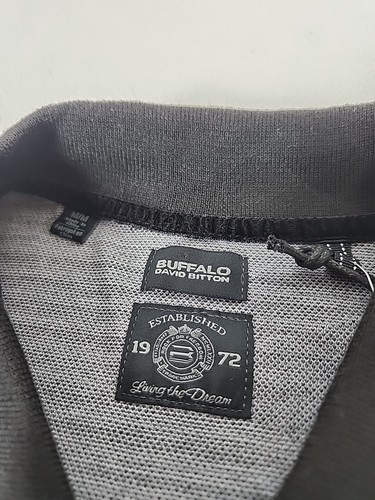 M/M
BUFFALO
DAVID BITTON
ESTABLISHED
19 72
Living the Dream